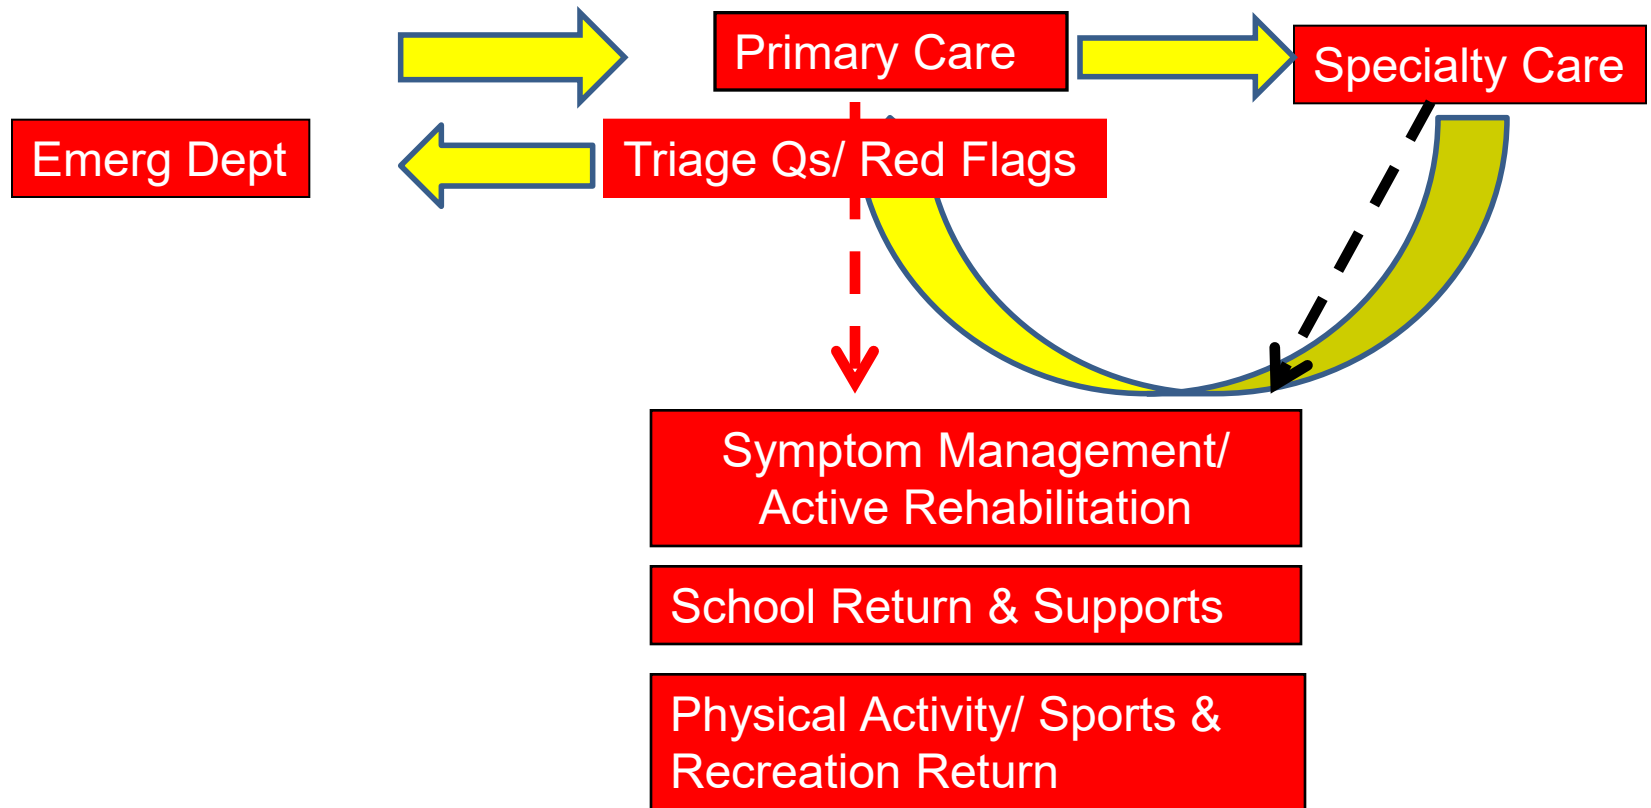 Primary Care
Specialty Care
Emerg Dept
Triage Qs/ Red Flags
Symptom Management/
Active Rehabilitation
School Return & Supports
Physical Activity/ Sports &
Recreation Return